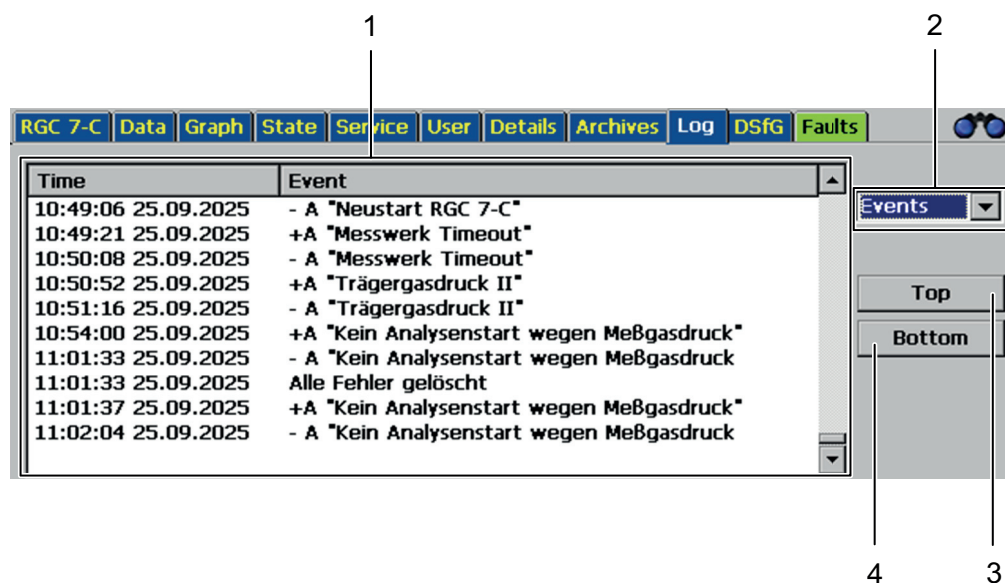 1 2
RGC 7-C Data Graph State Service User Details Archives Log DSfG Faults
Time Event
Events
10:49:06 25.09.2025 - A "Neustart RGC 7-C"
10:49:21 25.09.2025 +A "Messwerk Timeout"
10:50:08 25.09.2025 - A "Messwerk Timeout"
10:50:52 25.09.2025 +A "Trägergasdruck II"
10:51:16 25.09.2025 - A "Trägergasdruck II"
10:54:00 25.09.2025 +A "Kein Analysenstart wegen Meßgasdruck"
11:01:33 25.09.2025 - A "Kein Analysenstart wegen Meßgasdruck
11:01:33 25.09.2025 Alle Fehler gelöscht
11:01:37 25.09.2025 +A "Kein Analysenstart wegen Meßgasdruck"
11:02:04 25.09.2025 - A "Kein Analysenstart wegen Meßgasdruck
Top
Bottom
4 3